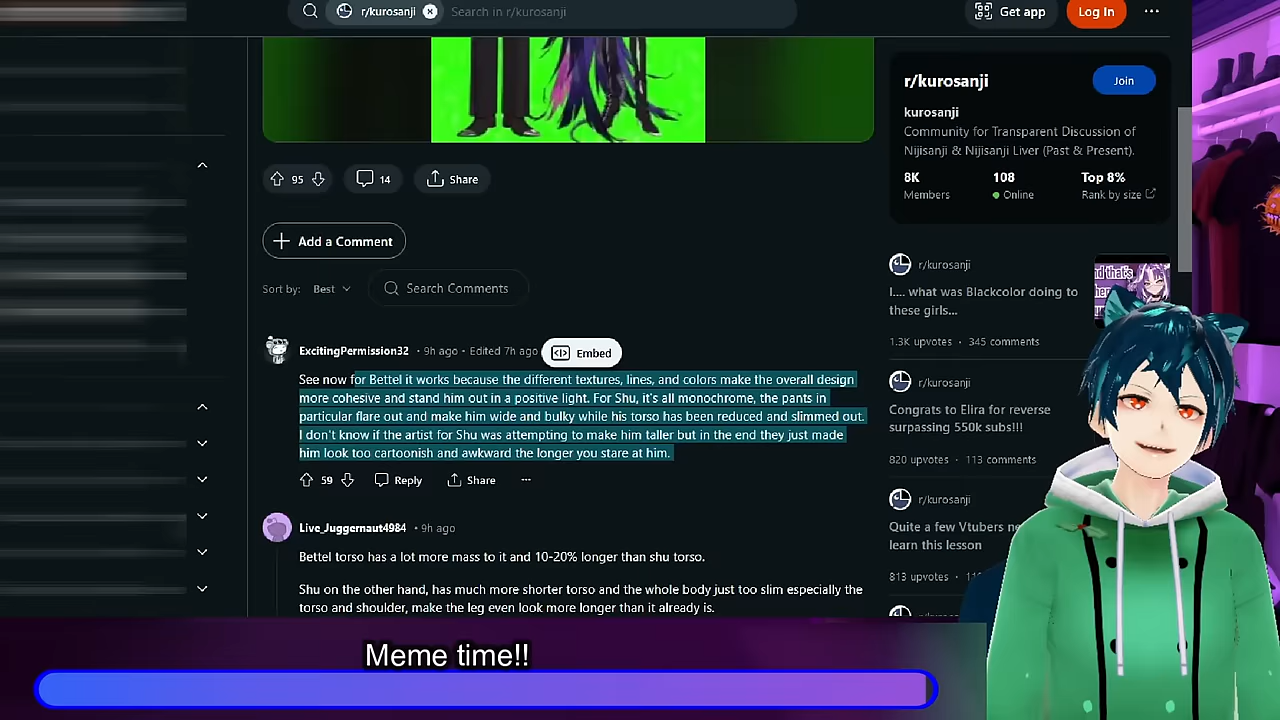 r/kurosanji
Search in r/kurosanji
Get app
Log In
95
14
Share
Add a Comment
Sort by:
Best
Search Comments
ExcitingPermission32 • 9h ago • Edited 7h ago
Embed
See now for Bettel it works because the different textures, lines, and colors make the overall design
more cohesive and stand him out in a positive light. For Shu, it's all monochrome, the pants in
particular flare out and make him wide and bulky while his torso has been reduced and slimmed out.
I don't know if the artist for Shu was attempting to make him taller but in the end they just made
him look too cartoonish and awkward the longer you stare at him.
59
Reply
Share
Live_Juggernaut4984 • 9h ago
Bettel torso has a lot more mass to it and 10-20% longer than shu torso.
Shu on the other hand, has much more shorter torso and the whole body just too slim especially the
torso and shoulder, make the leg even look more longer than it already is.
r/kurosanji
Join
kurosanji
Community for Transparent Discussion of
Nijisanji & Nijisanji Liver (Past & Present).
8K
108
Top 8%
Members
Online
Rank by size
r/kurosanji
I.... what was Blackcolor doing to
these girls...
1.3K upvotes • 345 comments
r/kurosanji
Congrats to Elira for reverse
surpassing 550k subs!!!
820 upvotes • 113 comments
r/kurosanji
Quite a few Vtubers
learn this lesson
813 upvotes
Meme time!!